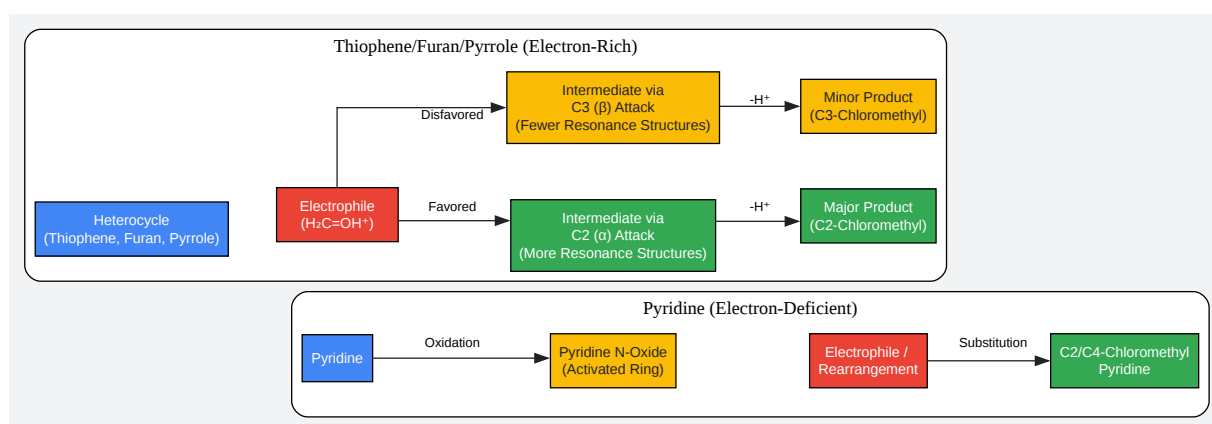 Thiophene/Furan/Pyrrole (Electron-Rich)
Intermediate via
C3 (β) Attack
(Fewer Resonance Structures)
-H⁺
Minor Product
(C3-Chloromethyl)
Disfavored
Heterocycle
(Thiophene, Furan, Pyrrole)
Electrophile
(H₂C=OH⁺)
Favored
Intermediate via
C2 (α) Attack
(More Resonance Structures)
-H⁺
Major Product
(C2-Chloromethyl)
Pyridine (Electron-Deficient)
Pyridine
Oxidation
Pyridine N-Oxide
(Activated Ring)
Electrophile /
Rearrangement
Substitution
C2/C4-Chloromethyl
Pyridine